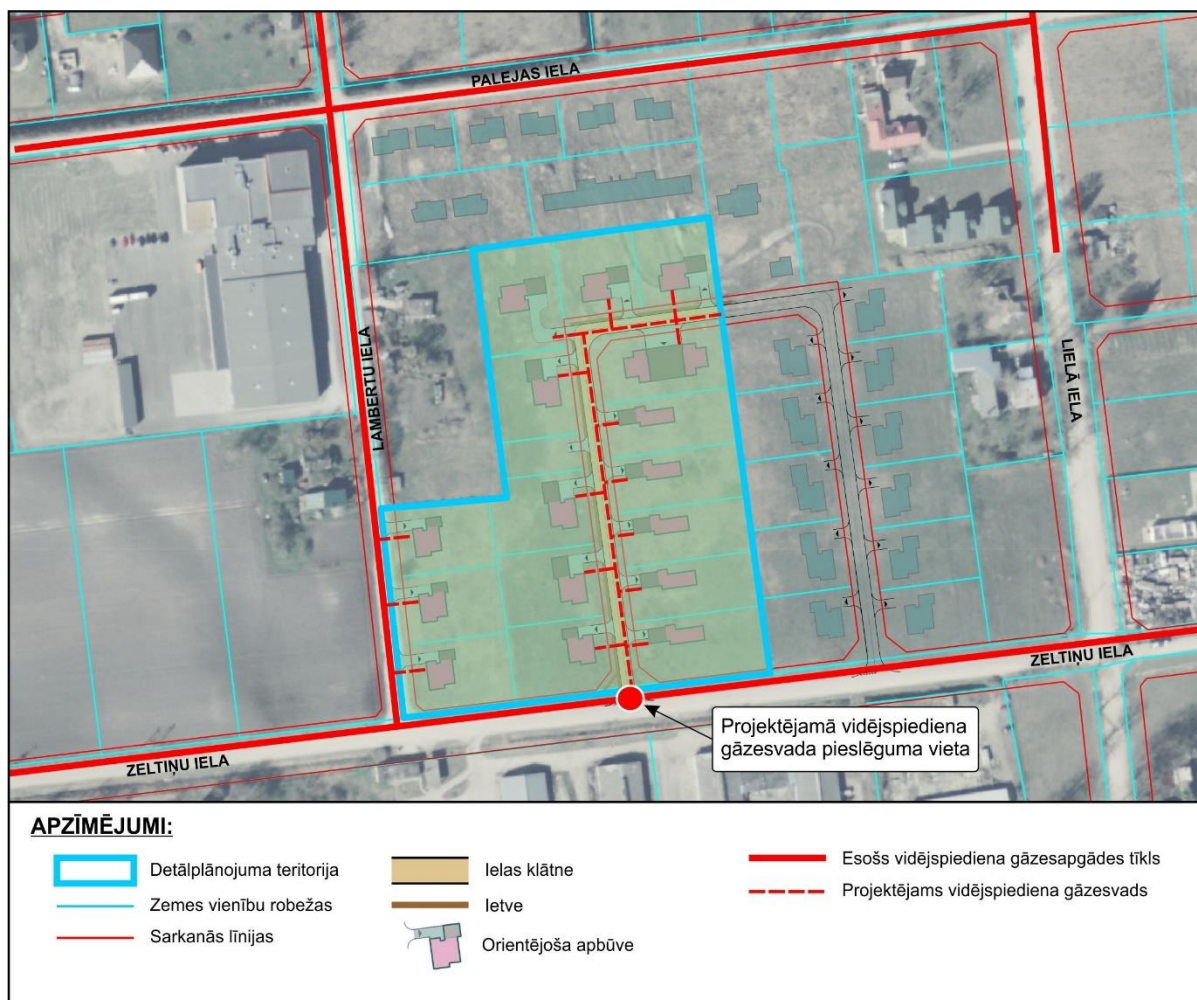 PALEJAS IELA
LAMBERTU IELA
LIELĀ IELA
ZELTIŅU IELA
ZELTIŅU IELA
Projektējamā vidējspiediena
gāzesvada pieslēguma vieta
APZĪMĒJUMI:
Detālplānojuma teritorija
Zemes vienību robežas
Sarkanās līnijas
Ielas klātne
Ietve
Orientējoša apbūve
Esošs vidējspiediena gāzesapgādes tīkls
Projektējams vidējspiediena gāzesvads